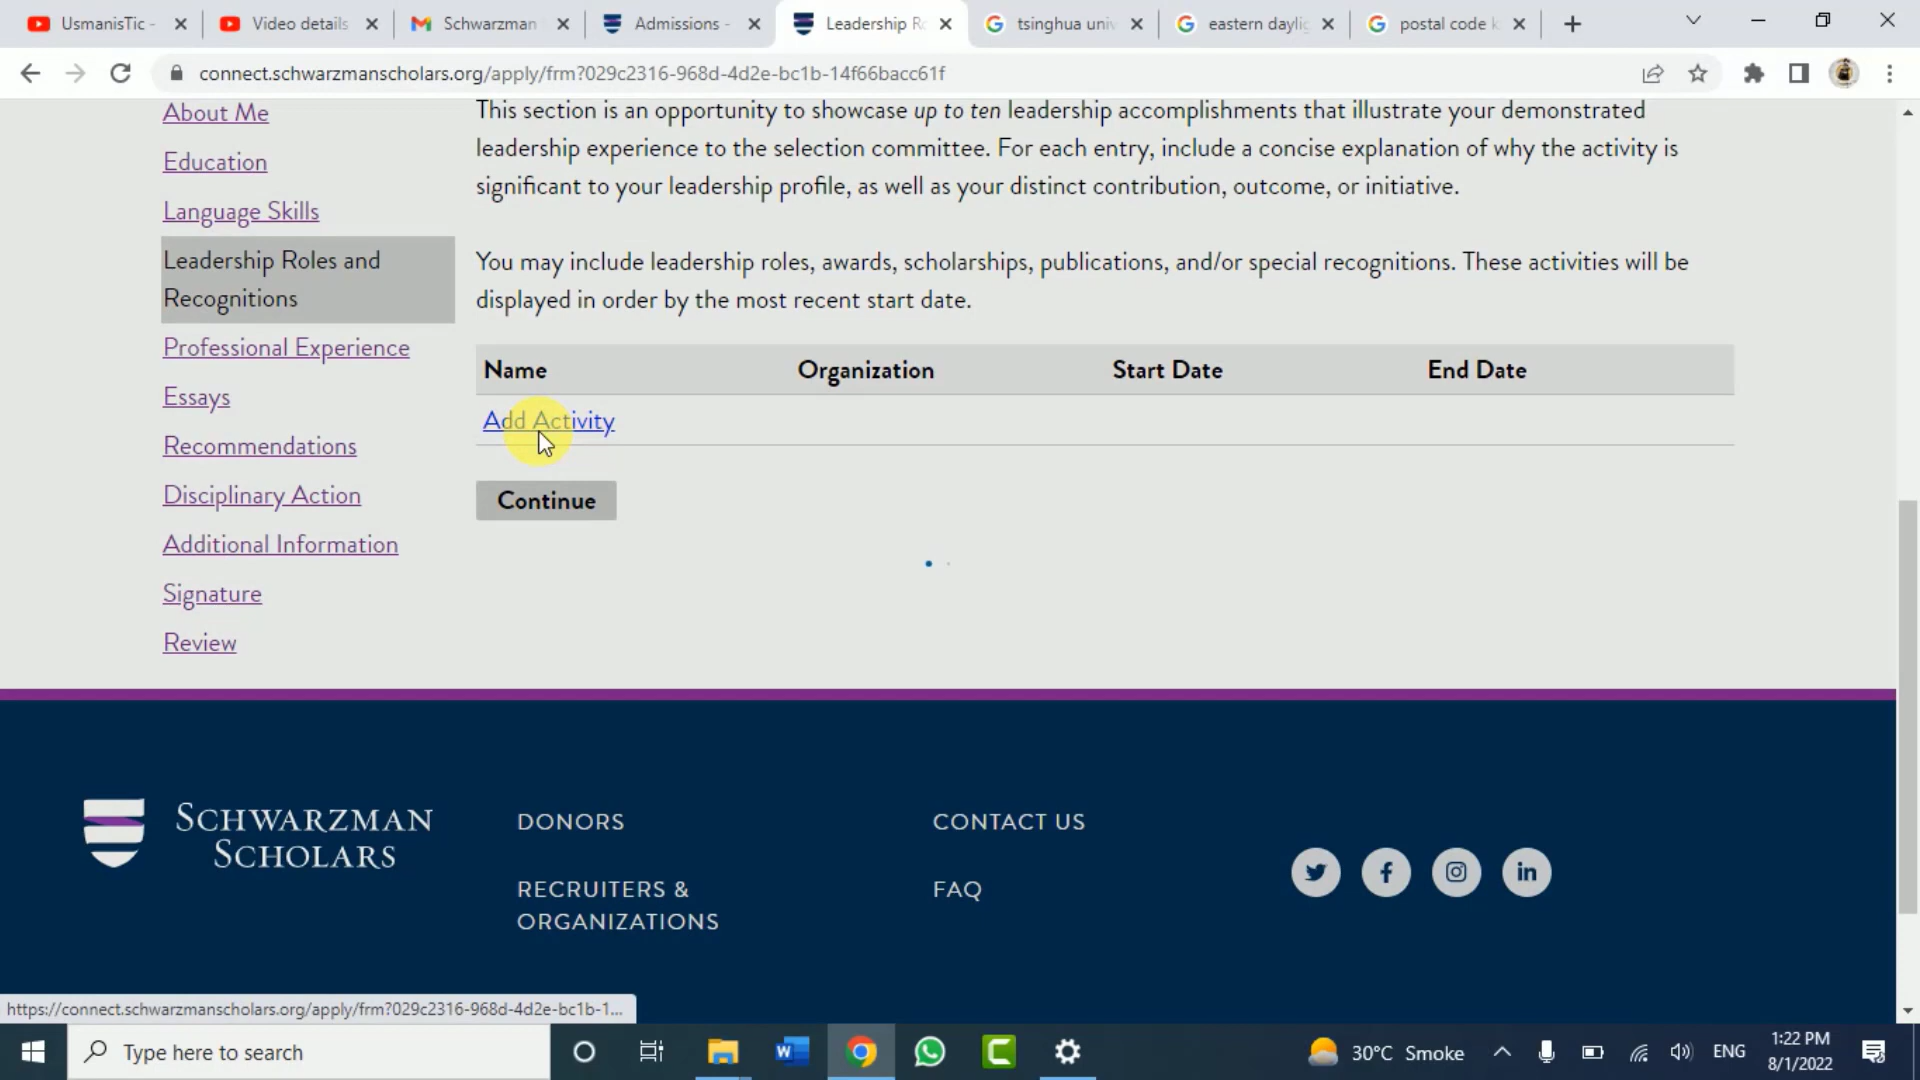 UsmanisTic -
Video details
Schwarzman
Admissions -
Leadership Ro
tsinghua univ
eastern daylig
postal code k
connect.schwarzmanscholars.org/apply/frm?029c2316-968d-4d2e-bc1b-14f66bacc61f
About Me
Education
Language Skills
Leadership Roles and
Recognitions
Professional Experience
Essays
Recommendations
Disciplinary Action
Additional Information
Signature
Review
This section is an opportunity to showcase up to ten leadership accomplishments that illustrate your demonstrated
leadership experience to the selection committee. For each entry, include a concise explanation of why the activity is
significant to your leadership profile, as well as your distinct contribution, outcome, or initiative.
You may include leadership roles, awards, scholarships, publications, and/or special recognitions. These activities will be
displayed in order by the most recent start date.
Name Organization Start Date End Date
Add Activity
Continue
SCHWARZMAN
SCHOLARS
DONORS
RECRUITERS &
ORGANIZATIONS
CONTACT US
FAQ
https://connect.schwarzmanscholars.org/apply/frm?029c2316-968d-4d2e-bc1b-1...
Type here to search
30°C Smoke
ENG
1:22 PM
8/1/2022